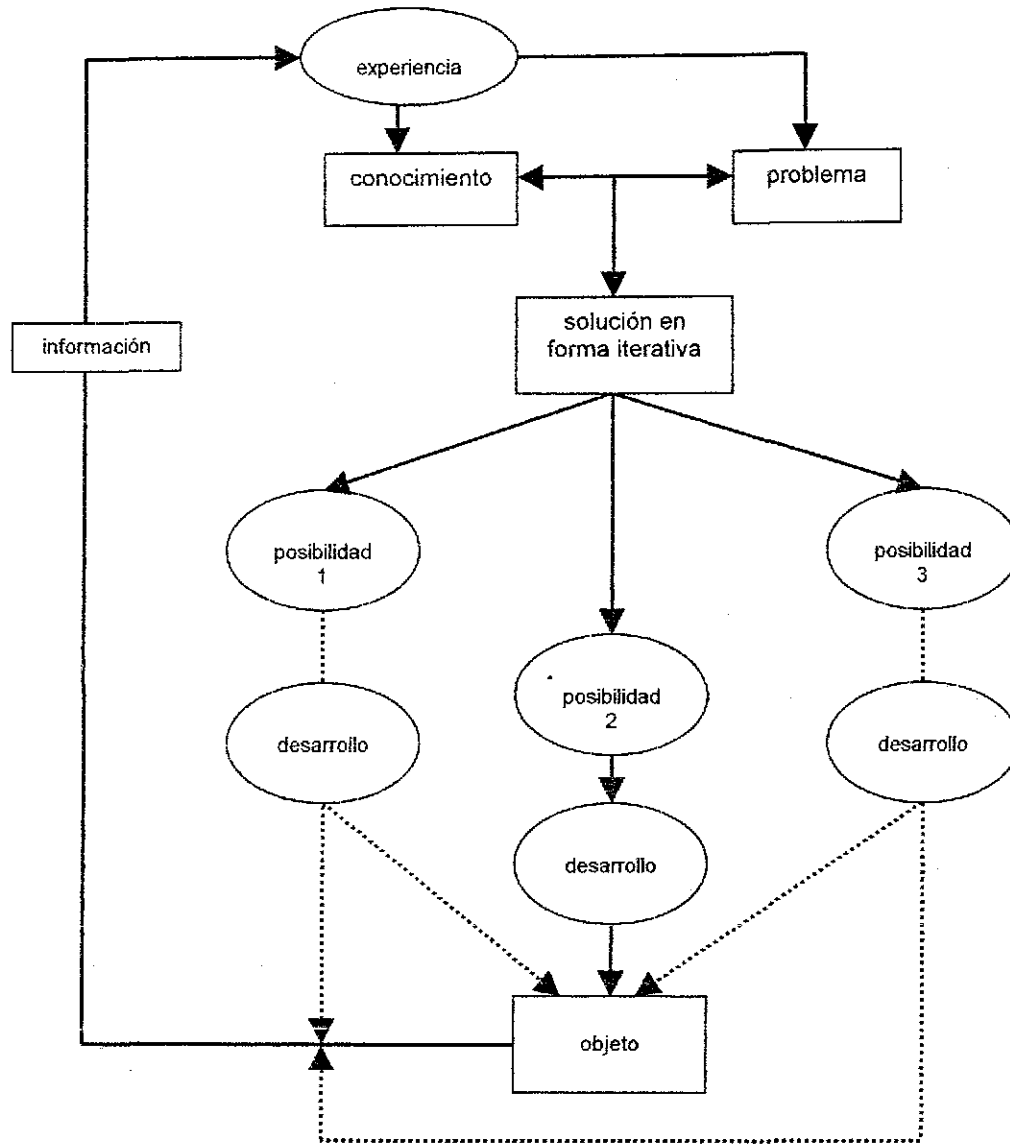 experiencia
conocimiento
problema
solución en
forma iterativa
información
posibilidad
1
posibilidad
3
posibilidad
2
desarrollo
desarrollo
desarrollo
objeto